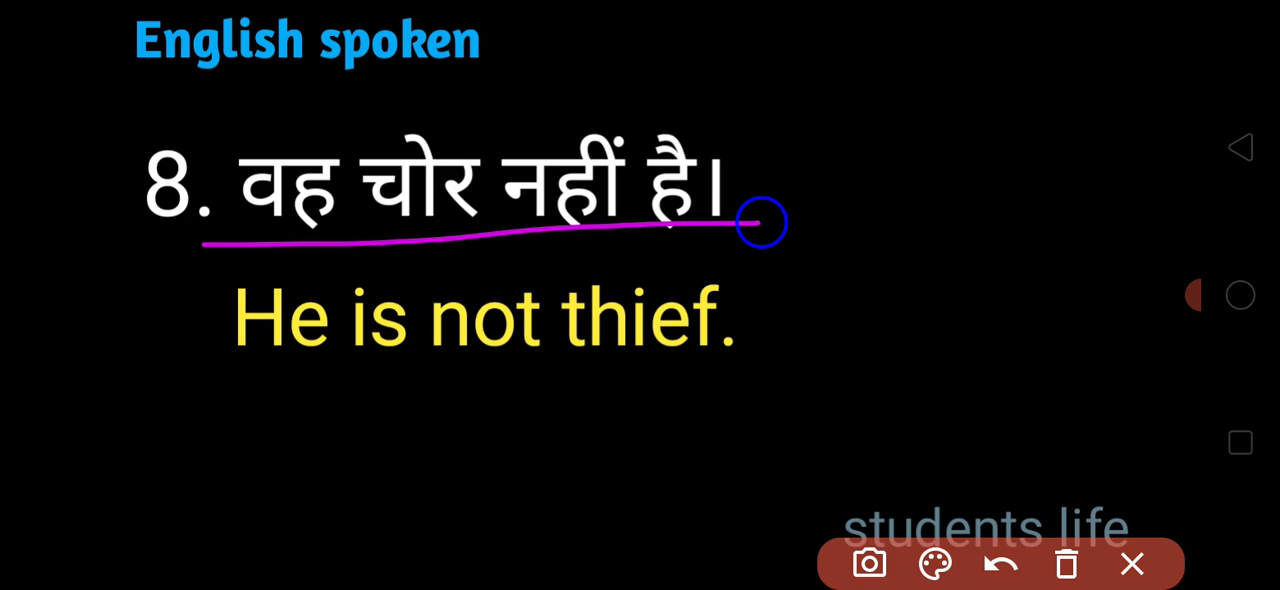 English spoken
8. वह चोर नहीं है।
He is not thief.
students life